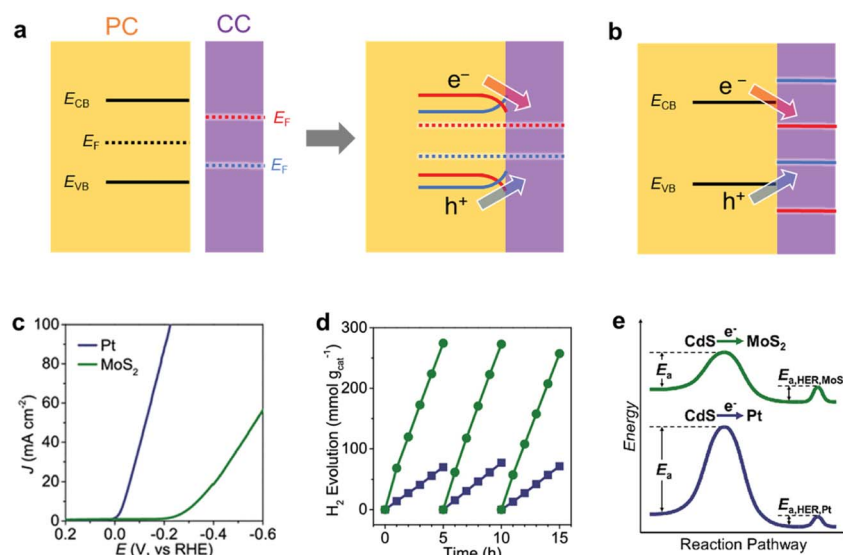 a
PC
CC
E_CB
E_F
E_VB
E_F
E_F
e⁻
h⁺
b
E_CB
E_VB
e⁻
h⁺
c
100
80
60
40
20
0
J (mA cm⁻²)
Pt
MoS₂
0.2 0.0 -0.2 -0.4 -0.6
E (V, vs RHE)
d
300
200
100
0
H₂ Evolution (mmol g_cat⁻¹)
0 5 10 15
Time (h)
e
Energy
e⁻
CdS MoS₂
E_a
E_a,HER,MoS
e⁻
CdS Pt
E_a
E_a,HER,Pt
Reaction Pathway